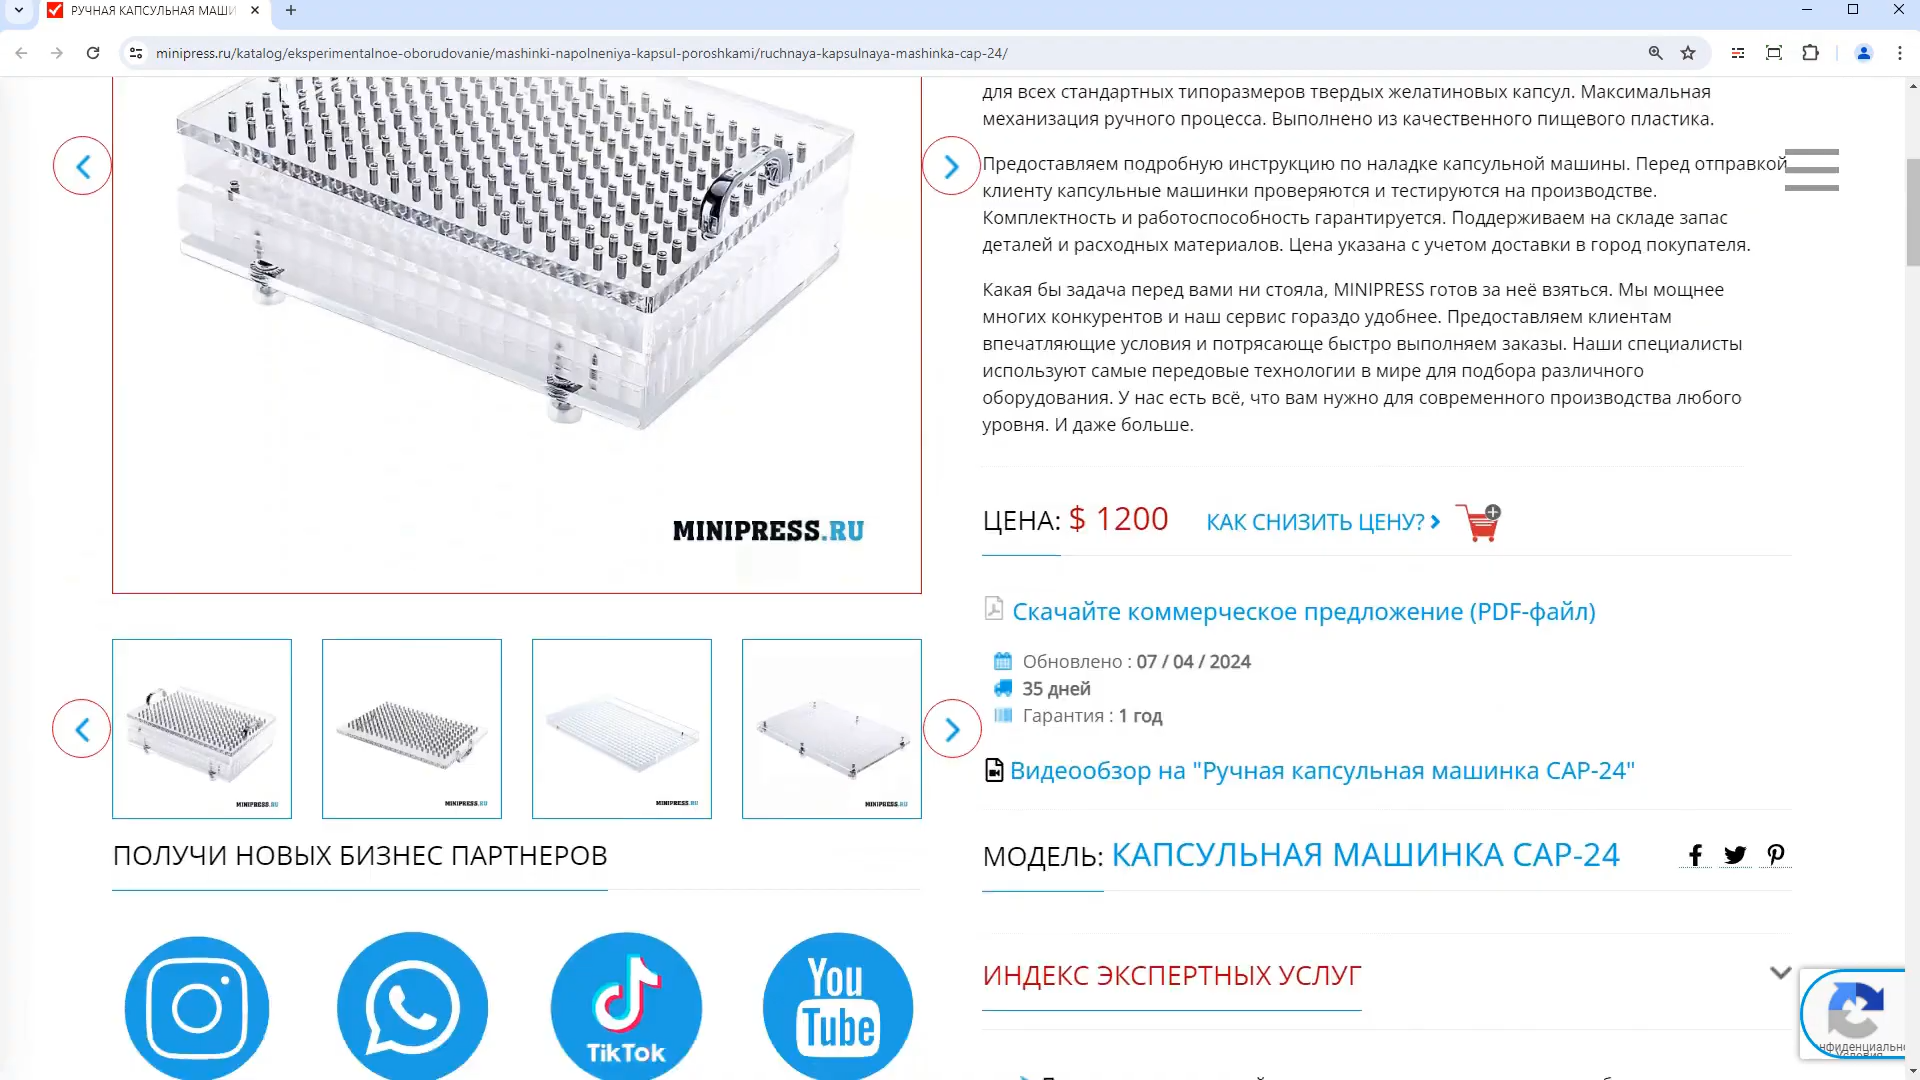 РУЧНАЯ КАПСУЛЬНАЯ МАШИ
minipress.ru/katalog/eksperimentalnoe-oborudovanie/mashinki-napolneniya-kapsul-poroshkami/ruchnaya-kapsulnaya-mashinka-cap-24/
для всех стандартных типоразмеров твердых желатиновых капсул. Максимальная
механизация ручного процесса. Выполнено из качественного пищевого пластика.
Предоставляем подробную инструкцию по наладке капсульной машины. Перед отправкой
клиенту капсульные машинки проверяются и тестируются на производстве.
Комплектность и работоспособность гарантируется. Поддерживаем на складе запас
деталей и расходных материалов. Цена указана с учетом доставки в город покупателя.
Какая бы задача перед вами ни стояла, MINIPRESS готов за неё взяться. Мы мощнее
многих конкурентов и наш сервис гораздо удобнее. Предоставляем клиентам
впечатляющие условия и потрясающе быстро выполняем заказы. Наши специалисты
используют самые передовые технологии в мире для подбора различного
оборудования. У нас есть всё, что вам нужно для современного производства любого
уровня. И даже больше.
MINIPRESS.RU
ЦЕНА: $ 1200 КАК СНИЗИТЬ ЦЕНУ?
Скачайте коммерческое предложение (PDF-файл)
Обновлено : 07 / 04 / 2024
35 дней
Гарантия : 1 год
Видеообзор на "Ручная капсульная машинка CAP-24"
MINIPRESS.RU
MINIPRESS.RU
MINIPRESS.RU
MINIPRESS.RU
МОДЕЛЬ: КАПСУЛЬНАЯ МАШИНКА CAP-24
ПОЛУЧИ НОВЫХ БИЗНЕС ПАРТНЕРОВ
TikTok
You
Tube
ИНДЕКС ЭКСПЕРТНЫХ УСЛУГ